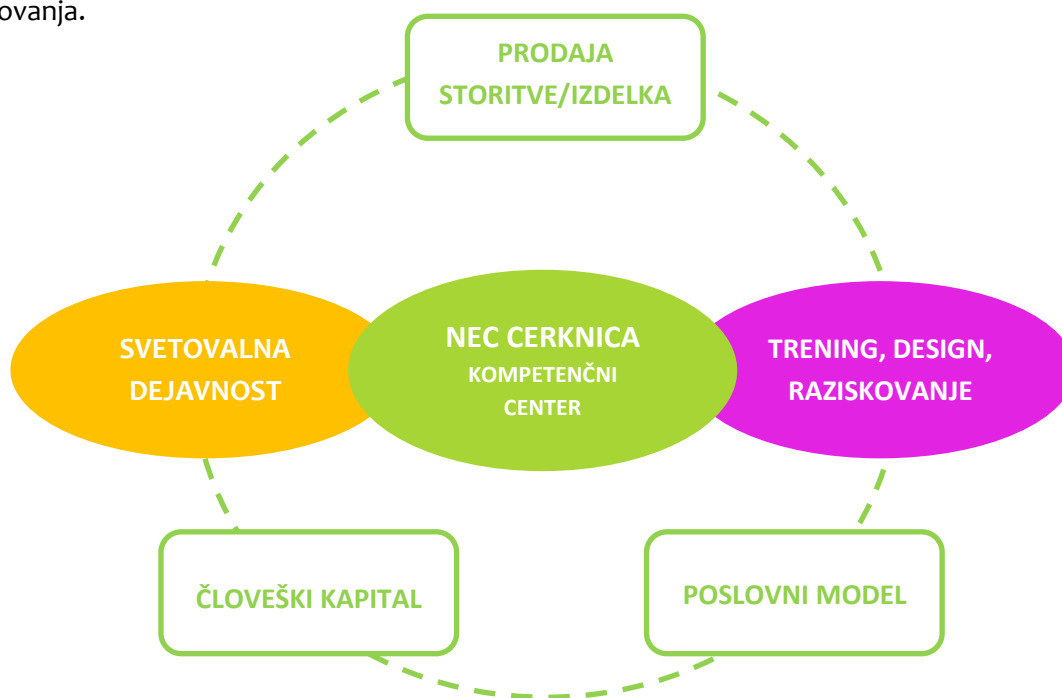 ovanja.
PRODAJA
STORITVE/IZDELKA
SVETOVALNA
DEJAVNOST
NEC CERKNICA
KOMPETENČNI
CENTER
TRENING, DESIGN,
RAZISKOVANJE
ČLOVEŠKI KAPITAL
POSLOVNI MODEL